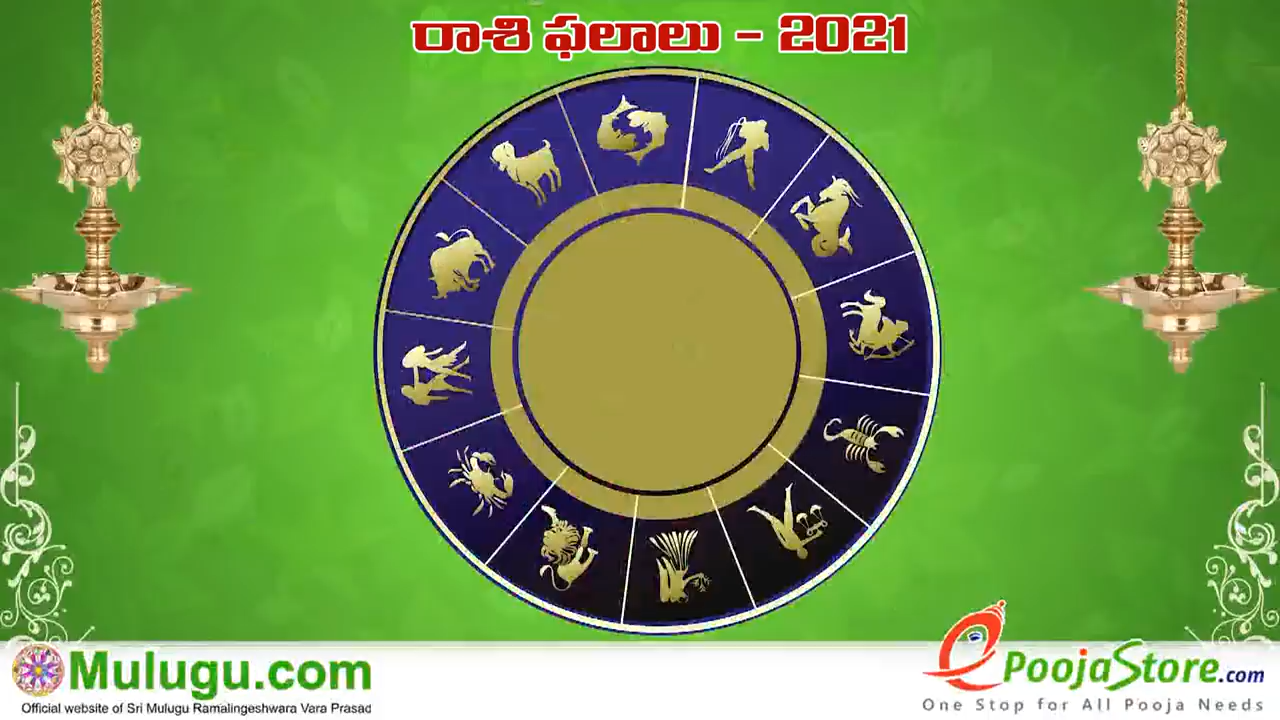 రాశి ఫలాలు - 2021
Mulugu.com
Official website of Sri Mulugu Ramalingeshwara Vara Prasad
ePoojaStore.com
One Stop for All Pooja Needs